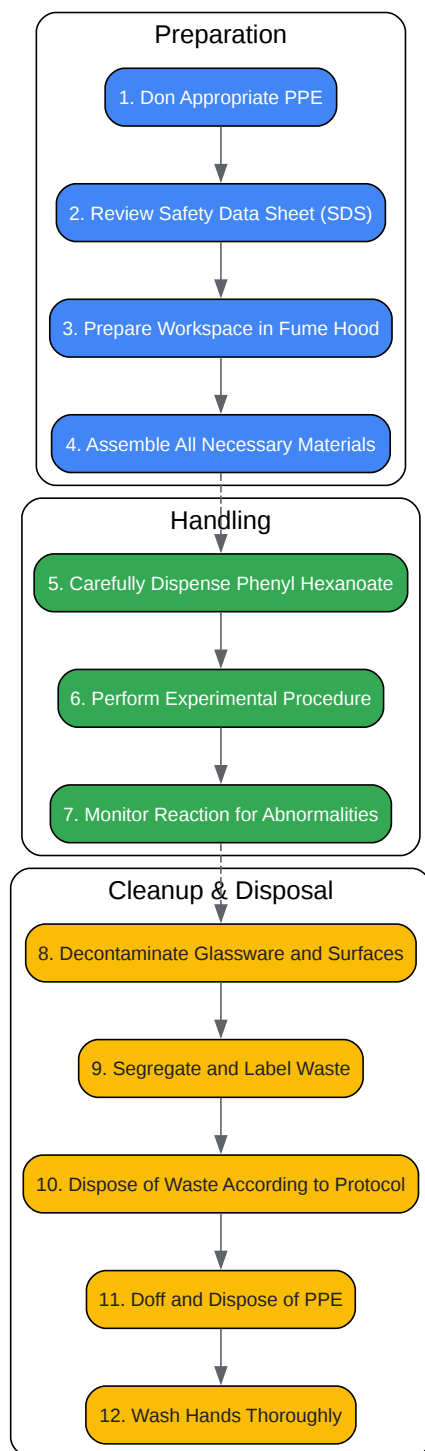 Preparation
1. Don Appropriate PPE
2. Review Safety Data Sheet (SDS)
3. Prepare Workspace in Fume Hood
4. Assemble All Necessary Materials
Handling
5. Carefully Dispense Phenyl Hexanoate
6. Perform Experimental Procedure
7. Monitor Reaction for Abnormalities
Cleanup & Disposal
8. Decontaminate Glassware and Surfaces
9. Segregate and Label Waste
10. Dispose of Waste According to Protocol
11. Doff and Dispose of PPE
12. Wash Hands Thoroughly